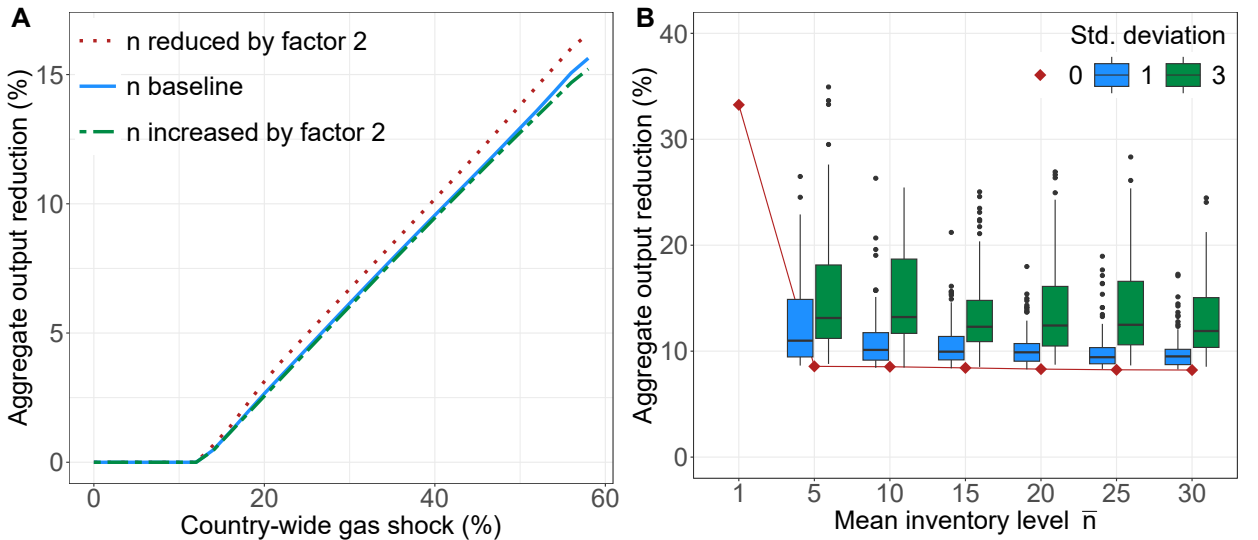 A
n reduced by factor 2
n baseline
n increased by factor 2
Aggregate output reduction (%)
15
10
5
0
0 20 40 60
Country-wide gas shock (%)
B
Std. deviation
0 1 3
Aggregate output reduction (%)
40
30
20
10
0
1 5 10 15 20 25 30
Mean inventory level n̅